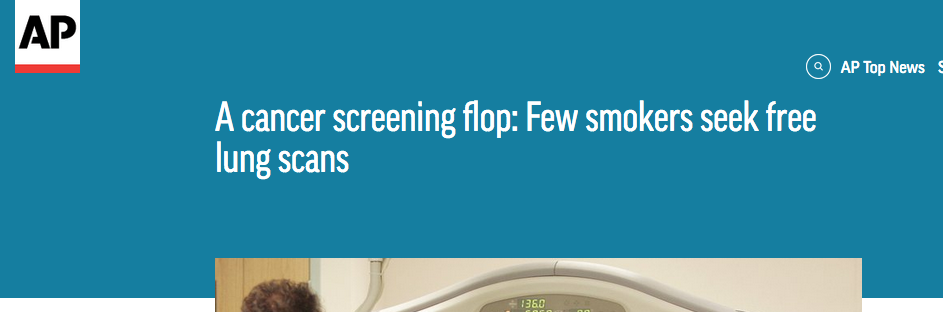 AP
AP Top News S
A cancer screening flop: Few smokers seek free
lung scans
136.0